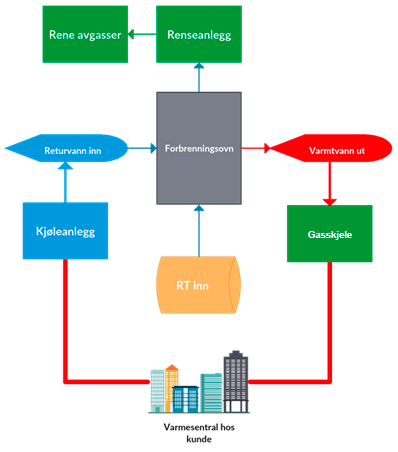 Rene avgasser
Renseanlegg
Returvann inn
Forbrenningsovn
Varmtvann ut
Kjøleanlegg
Gasskjele
RT inn
Varmesentral hos
kunde